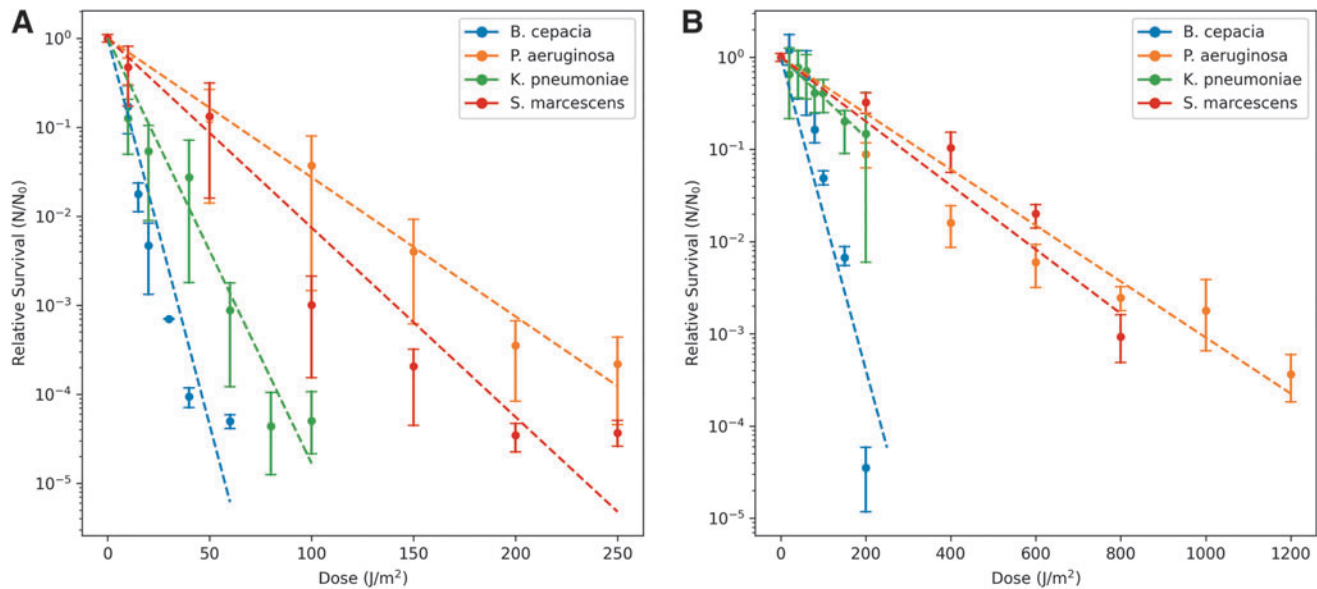 A
B. cepacia
P. aeruginosa
K. pneumoniae
S. marcescens
10⁰
10⁻¹
10⁻²
10⁻³
10⁻⁴
10⁻⁵
Relative Survival (N/N₀)
0 50 100 150 200 250
Dose (J/m²)
B
B. cepacia
P. aeruginosa
K. pneumoniae
S. marcescens
10⁰
10⁻¹
10⁻²
10⁻³
10⁻⁴
10⁻⁵
Relative Survival (N/N₀)
0 200 400 600 800 1000 1200
Dose (J/m²)